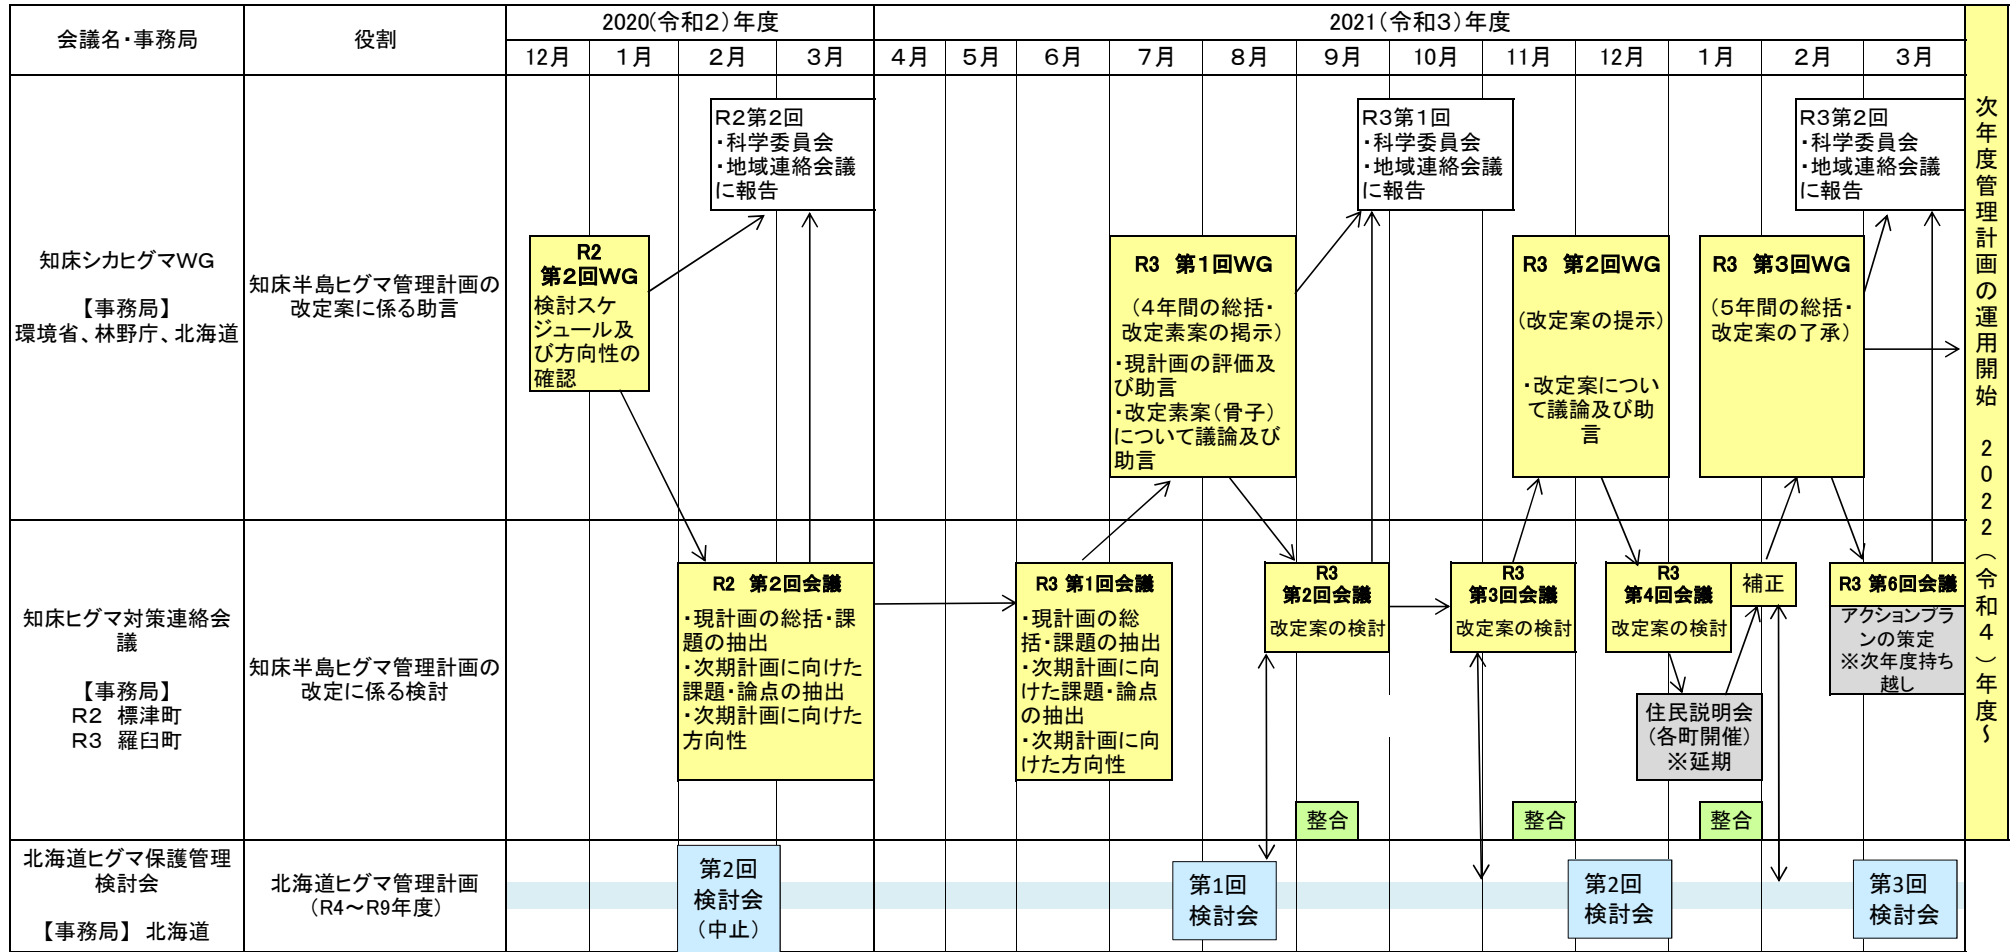 会議名・事務局
役割
2020(令和2)年度
2021(令和3)年度
12月
1月
2月
3月
4月
5月
6月
7月
8月
9月
10月
11月
12月
1月
2月
3月
知床シカヒグマWG
【事務局】
環境省、林野庁、北海道
知床半島ヒグマ管理計画の
改定案に係る助言
R2第2回
・科学委員会
・地域連絡会議
に報告
R2
第2回WG
検討スケ
ジュール及
び方向性の
確認
R3 第1回WG
(4年間の総括・
改定素案の掲示)
・現計画の評価及
び助言
・改定素案(骨子)
について議論及び
助言
R3第1回
・科学委員会
・地域連絡会議
に報告
R3 第2回WG
(改定案の提示)
・改定案につい
て議論及び助
言
R3 第3回WG
(5年間の総括・
改定案の了承)
R3第2回
・科学委員会
・地域連絡会議
に報告
知床ヒグマ対策連絡会
議
【事務局】
R2 標津町
R3 羅臼町
知床半島ヒグマ管理計画の
改定に係る検討
R2 第2回会議
・現計画の総括・課
題の抽出
・次期計画に向けた
課題・論点の抽出
・次期計画に向けた
方向性
R3 第1回会議
・現計画の総
括・課題の抽出
・次期計画に向
けた課題・論点
の抽出
・次期計画に向
けた方向性
R3
第2回会議
改定案の検討
R3
第3回会議
改定案の検討
R3
第4回会議
改定案の検討
補正
住民説明会
(各町開催)
※延期
R3 第6回会議
アクションプラ
ンの策定
※次年度持ち
越し
整合
整合
整合
北海道ヒグマ保護管理
検討会
【事務局】 北海道
北海道ヒグマ管理計画
(R4～R9年度)
第2回
検討会
(中止)
第1回
検討会
第2回
検討会
第3回
検討会
次年度管理計画の運用開始 2022(令和4)年度～